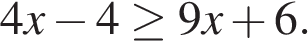 4x − 4 ≥ 9x + 6.